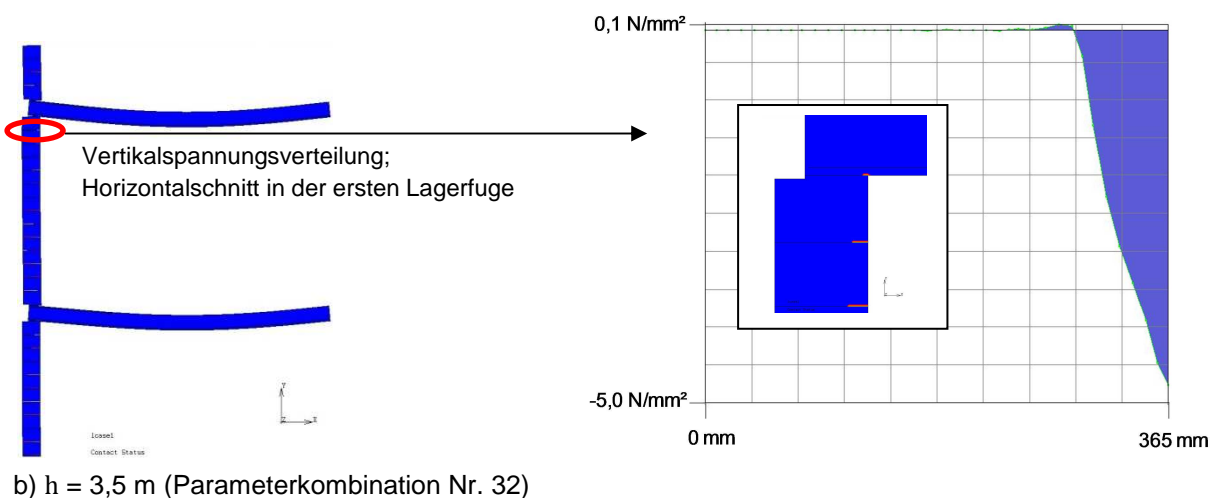 0,1 N/mm²
Vertikalspannungsverteilung;
Horizontalschnitt in der ersten Lagerfuge
Y
Z
X
lcase1
Contact Status
-5,0 N/mm²
0 mm
365 mm
b) h = 3,5 m (Parameterkombination Nr. 32)